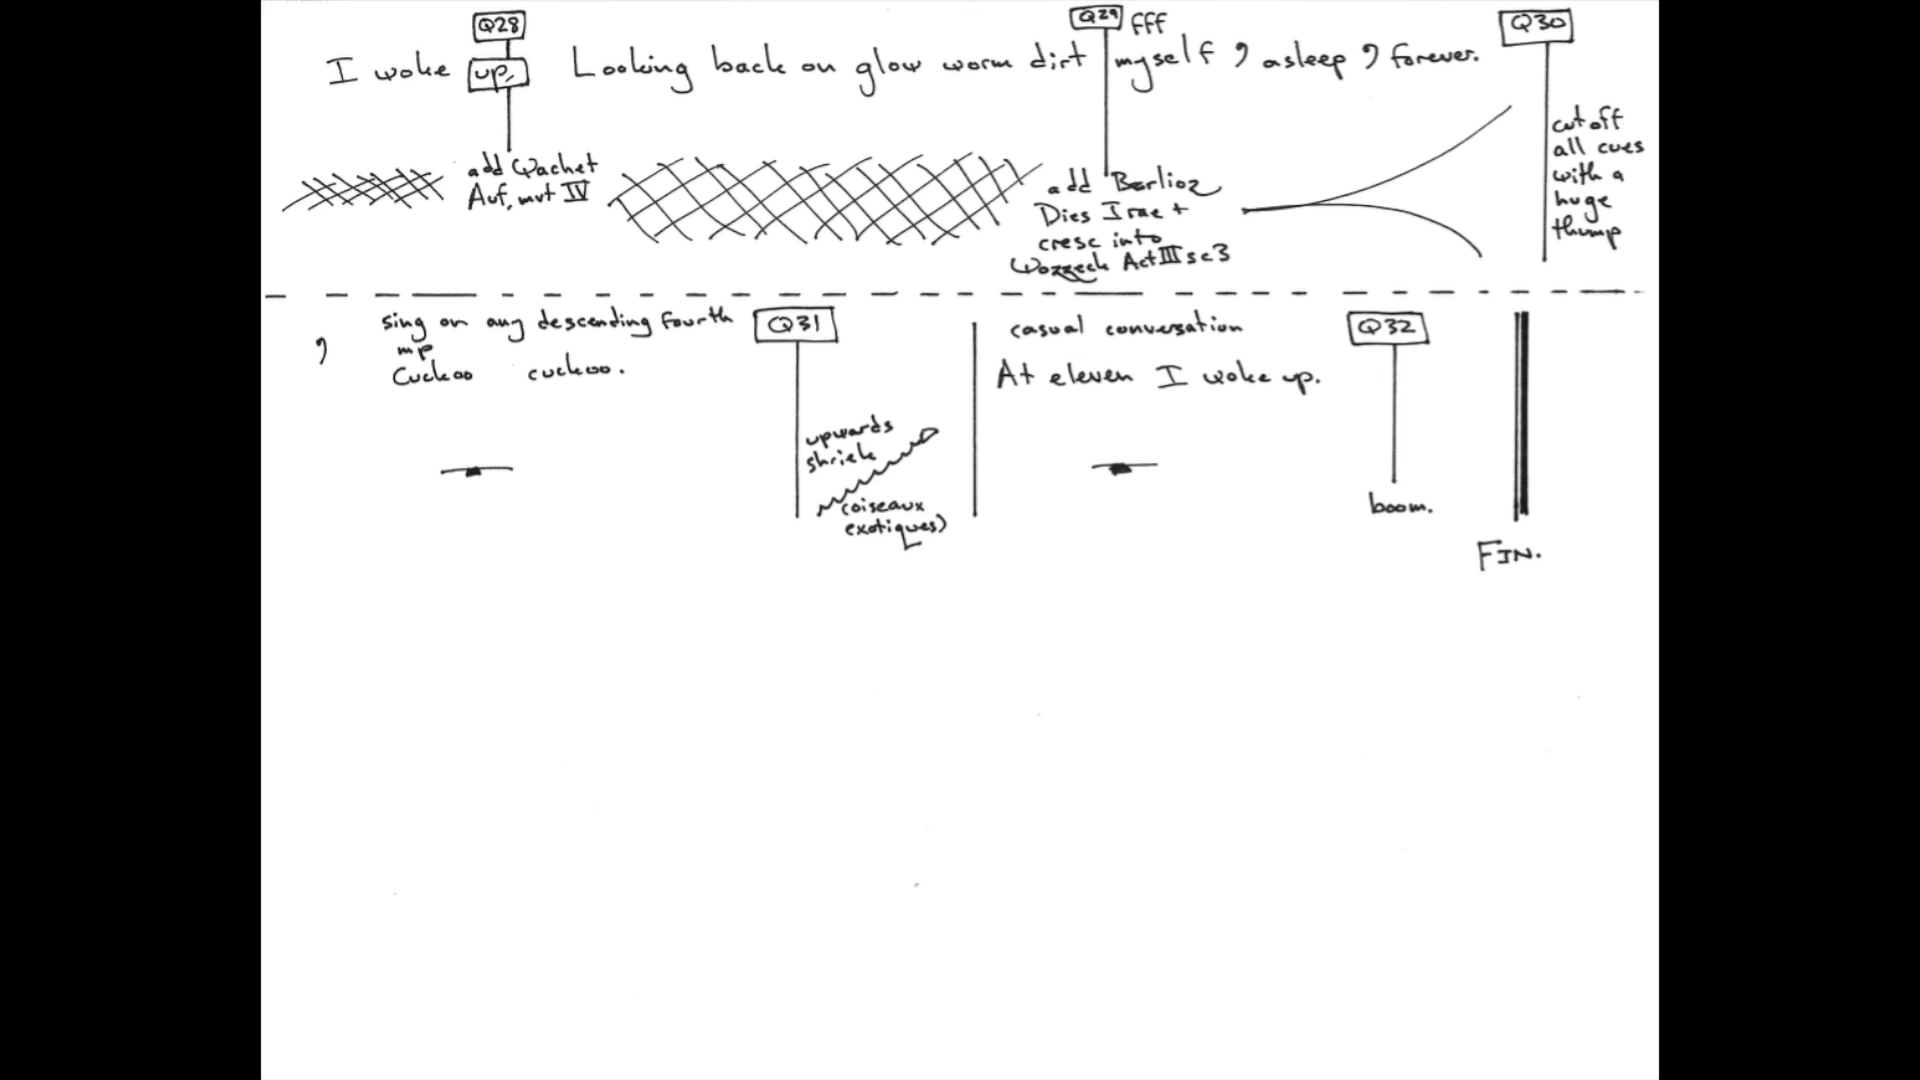 Q28
Q29 fff
Q30
I woke up, Looking back on glow worm dirt myself , asleep , forever.
add Wachet
Auf, mvt IV
add Berlioz
Dies Irae +
cresc into
Wozzeck Act III sc3
cut off
all cues
with a
huge
thump
sing on any descending fourth
mp
, Cuckoo cuckoo.
Q31
upwards
shriek
(oiseaux
exotiques)
casual conversation
At eleven I woke up.
Q32
boom.
FIN.